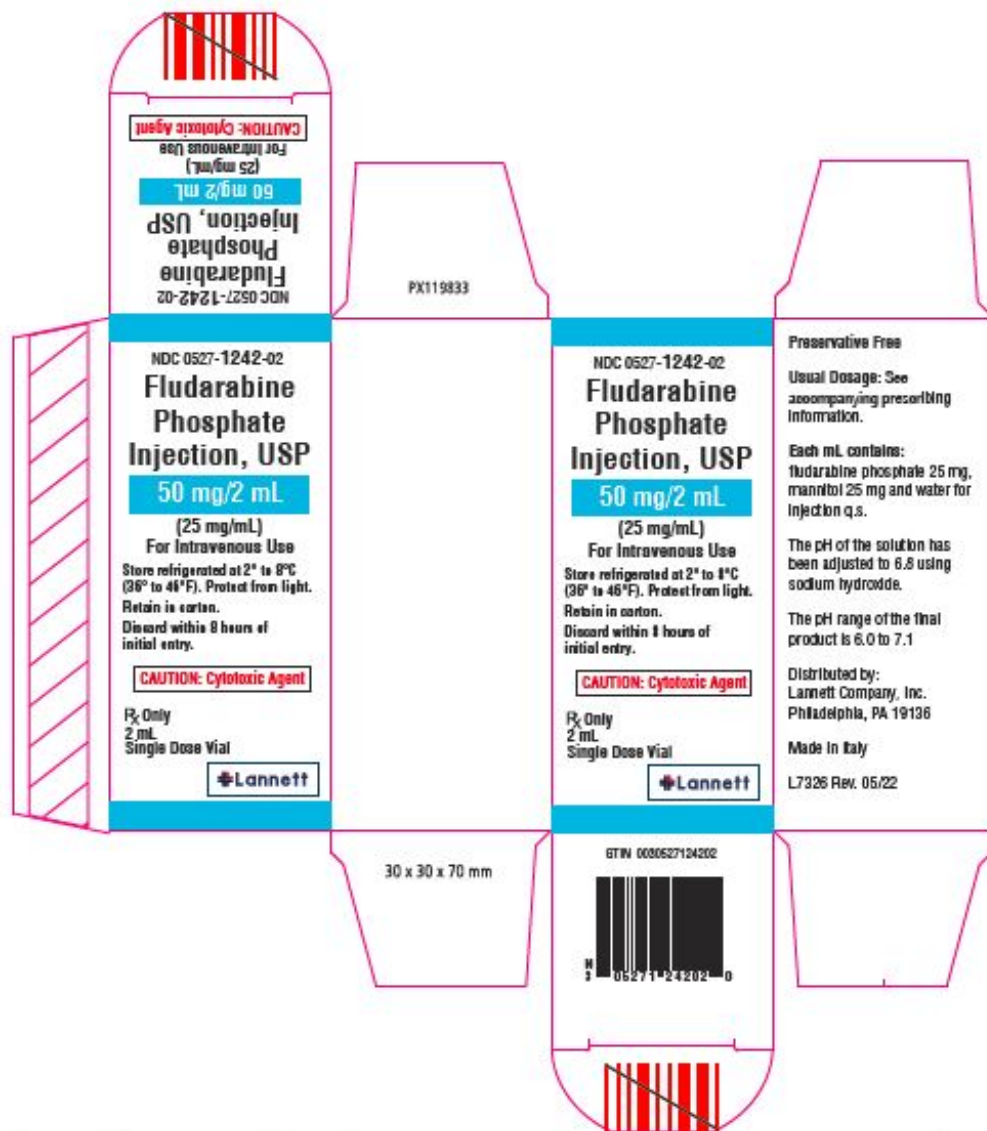 CAUTION: Cytotoxic Agent
For Intravenous Use
(25 mg/mL)
50 mg/2 mL
Injection, USP
Phosphate
Fludarabine
NDC 0527-1242-02
PX119833
NDC 0527-1242-02
Fludarabine
Phosphate
Injection, USP
50 mg/2 mL
(25 mg/mL)
For Intravenous Use
Store refrigerated at 2° to 8°C
(36° to 46°F). Protect from light.
Retain in carton.
Discard within 8 hours of
initial entry.
CAUTION: Cytotoxic Agent
Rx Only
2 mL
Single Dose Vial
Lannett
30 x 30 x 70 mm
NDC 0527-1242-02
Fludarabine
Phosphate
Injection, USP
50 mg/2 mL
(25 mg/mL)
For Intravenous Use
Store refrigerated at 2° to 8°C
(36° to 46°F). Protect from light.
Retain in carton.
Discard within 8 hours of
initial entry.
CAUTION: Cytotoxic Agent
Rx Only
2 mL
Single Dose Vial
Lannett
GTIN 0030527124202
N
3 05271 24202 0
Preservative Free
Usual Dosage: See
accompanying prescribing
information.
Each mL contains:
fludarabine phosphate 25 mg,
mannitol 25 mg and water for
injection q.s.
The pH of the solution has
been adjusted to 6.8 using
sodium hydroxide.
The pH range of the final
product is 6.0 to 7.1
Distributed by:
Lannett Company, Inc.
Philadelphia, PA 19136
Made in Italy
L7326 Rev. 05/22